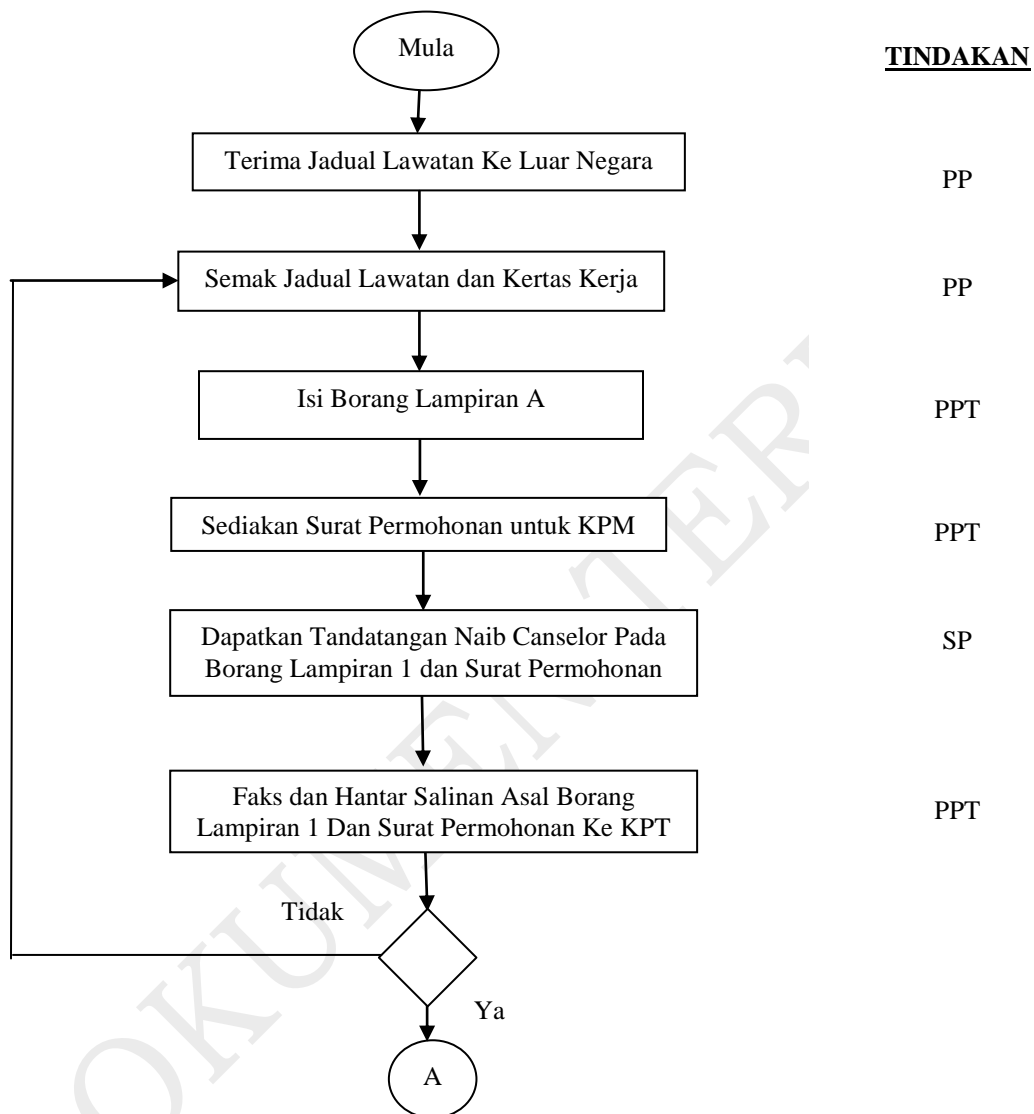 Mula
TINDAKAN
Terima Jadual Lawatan Ke Luar Negara
PP
Semak Jadual Lawatan dan Kertas Kerja
PP
Isi Borang Lampiran A
PPT
Sediakan Surat Permohonan untuk KPM
PPT
Dapatkan Tandatangan Naib Canselor Pada
Borang Lampiran 1 dan Surat Permohonan
SP
Faks dan Hantar Salinan Asal Borang
Lampiran 1 Dan Surat Permohonan Ke KPT
PPT
Tidak
Ya
A
OKUMEN TER